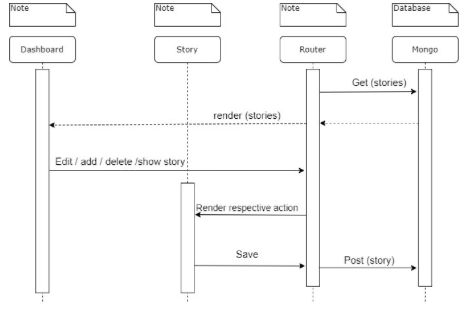 Note
Note
Note
Database
Dashboard
Story
Router
Mongo
Get (stories)
render (stories)
Edit / add / delete /show story
Render respective action
Save
Post (story)